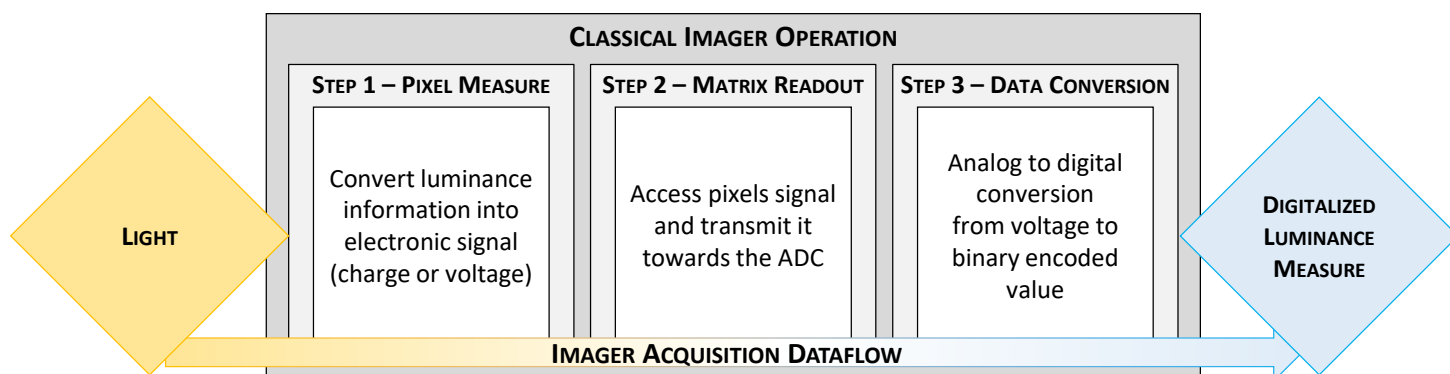 CLASSICAL IMAGER OPERATION
STEP 1 – PIXEL MEASURE
STEP 2 – MATRIX READOUT
STEP 3 – DATA CONVERSION
LIGHT
Convert luminance
information into
electronic signal
(charge or voltage)
Access pixels signal
and transmit it
towards the ADC
Analog to digital
conversion
from voltage to
binary encoded
value
DIGITALIZED
LUMINANCE
MEASURE
IMAGER ACQUISITION DATAFLOW